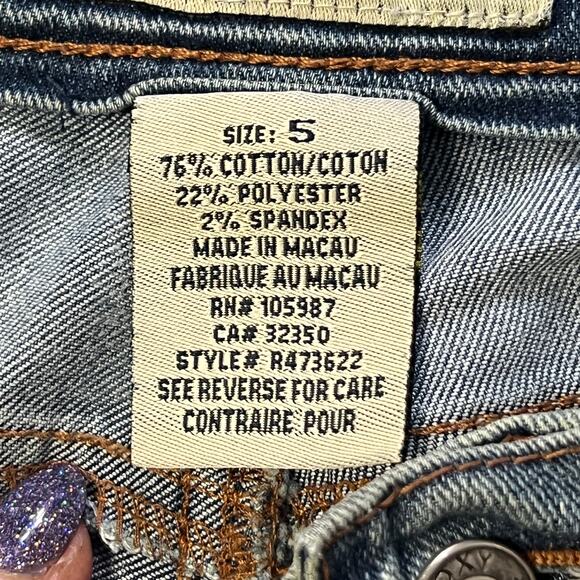 SIZE: 5
76% COTTON/COTON
22% POLYESTER
2% SPANDEX
MADE IN MACAU
FABRIQUE AU MACAU
RN# 105987
CA# 32350
STYLE# R473622
SEE REVERSE FOR CARE
CONTRAIRE POUR
OXY